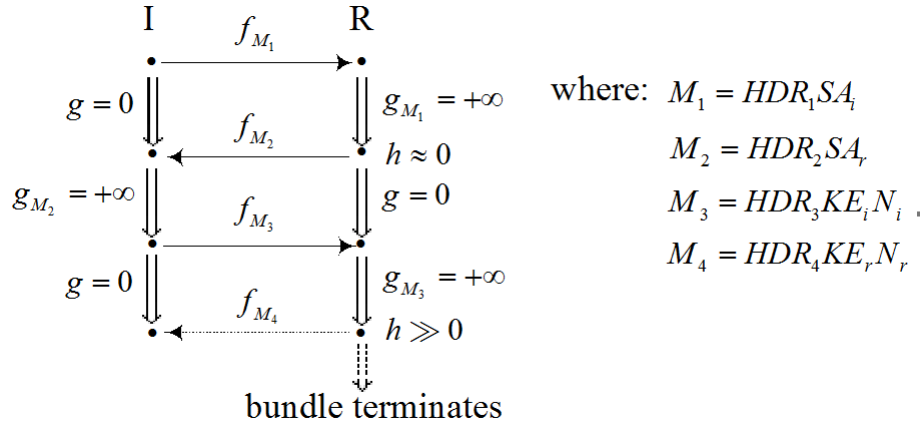 I R
f_{M_1}
g = 0 g_{M_1} = +∞
f_{M_2} h ≈ 0
g_{M_2} = +∞ g = 0
f_{M_3}
g = 0 g_{M_3} = +∞
f_{M_4} h ≫ 0
bundle terminates
where: M_1 = HDR_1SA_i
M_2 = HDR_2SA_r
M_3 = HDR_3KE_iN_i .
M_4 = HDR_4KE_rN_r